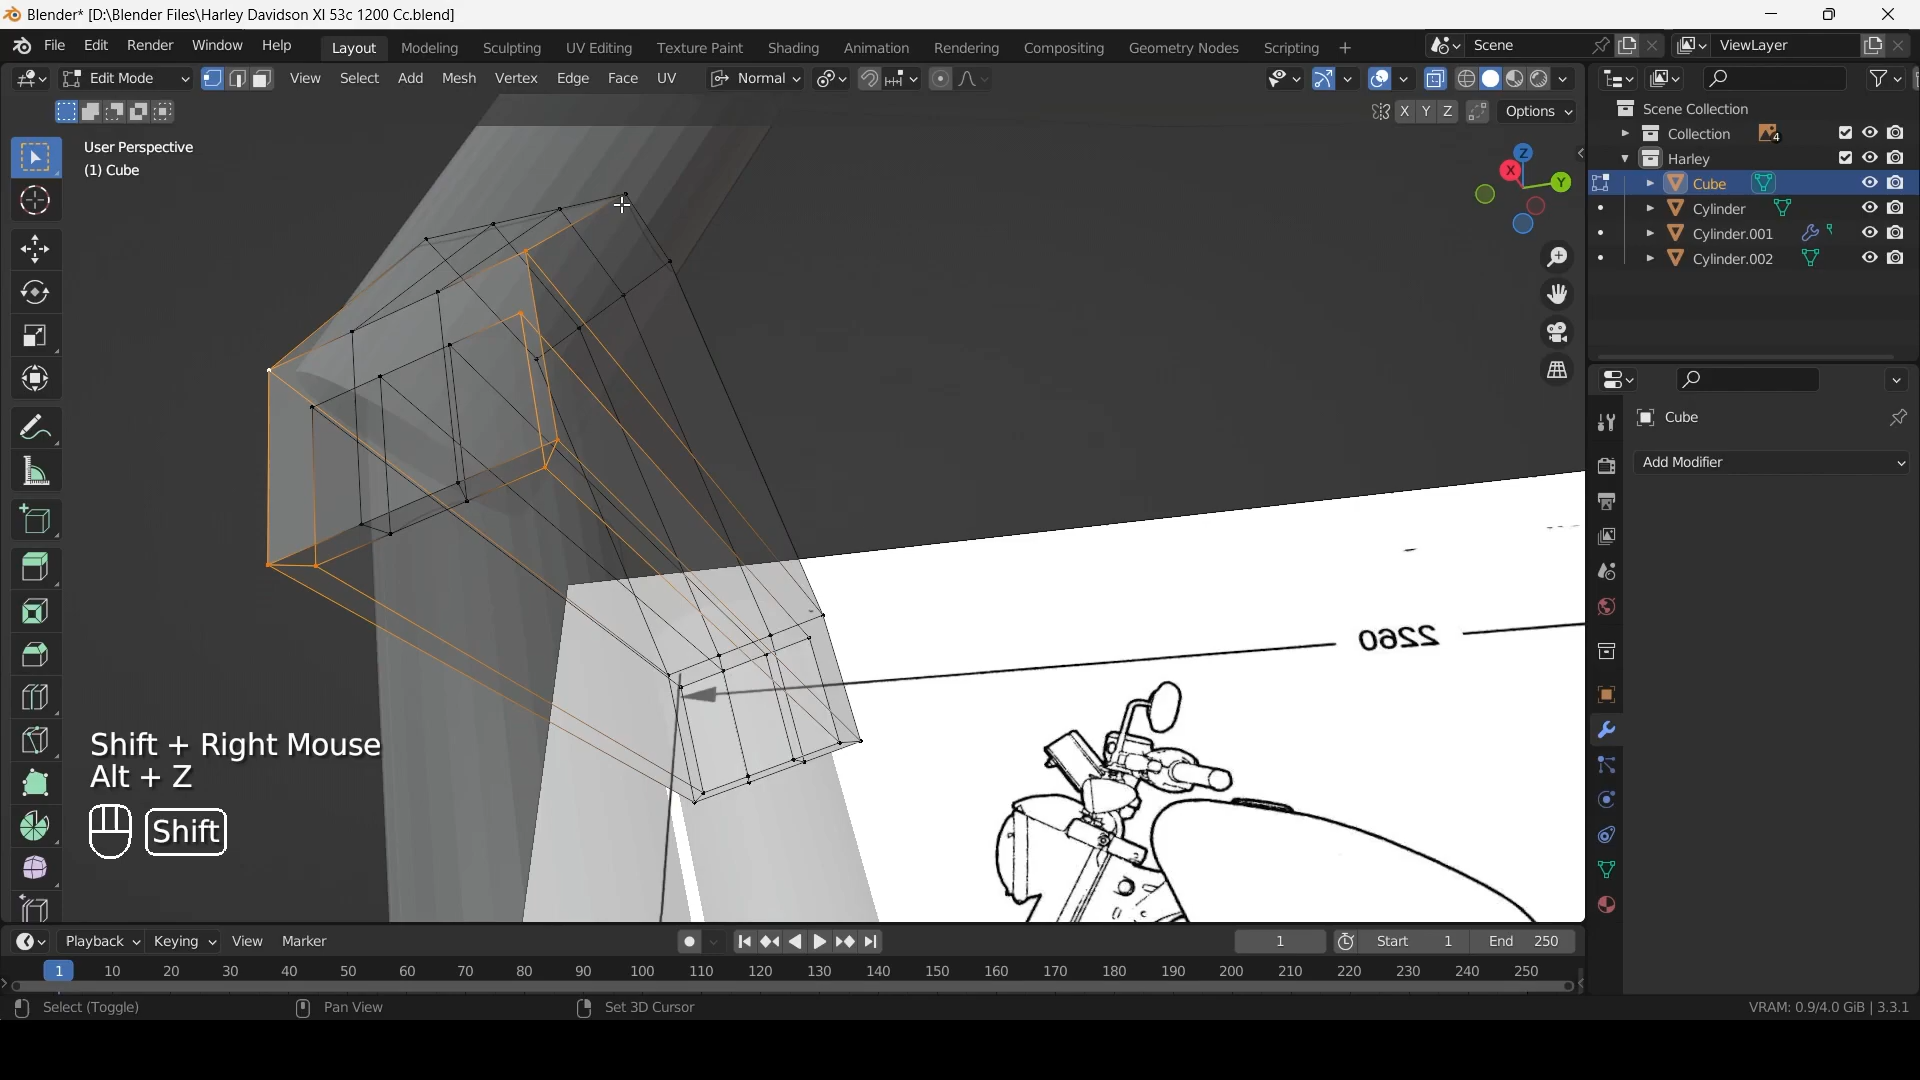 Blender* [D:\Blender Files\Harley Davidson Xl 53c 1200 Cc.blend]
File Edit Render Window Help
Layout Modeling Sculpting UV Editing Texture Paint Shading Animation Rendering Compositing Geometry Nodes Scripting +
Scene
ViewLayer
Edit Mode
View Select Add Mesh Vertex Edge Face UV
Normal
X Y Z
Options
User Perspective
(1) Cube
Z
X
Y
Scene Collection
Collection
4
Harley
Cube
Cylinder
Cylinder.001
Cylinder.002
Cube
Add Modifier
2260
Shift + Right Mouse
Alt + Z
Shift
Playback Keying View Marker
1
Start 1
End 250
1 10 20 30 40 50 60 70 80 90 100 110 120 130 140 150 160 170 180 190 200 210 220 230 240 250
Select (Toggle)
Pan View
Set 3D Cursor
VRAM: 0.9/4.0 GiB | 3.3.1